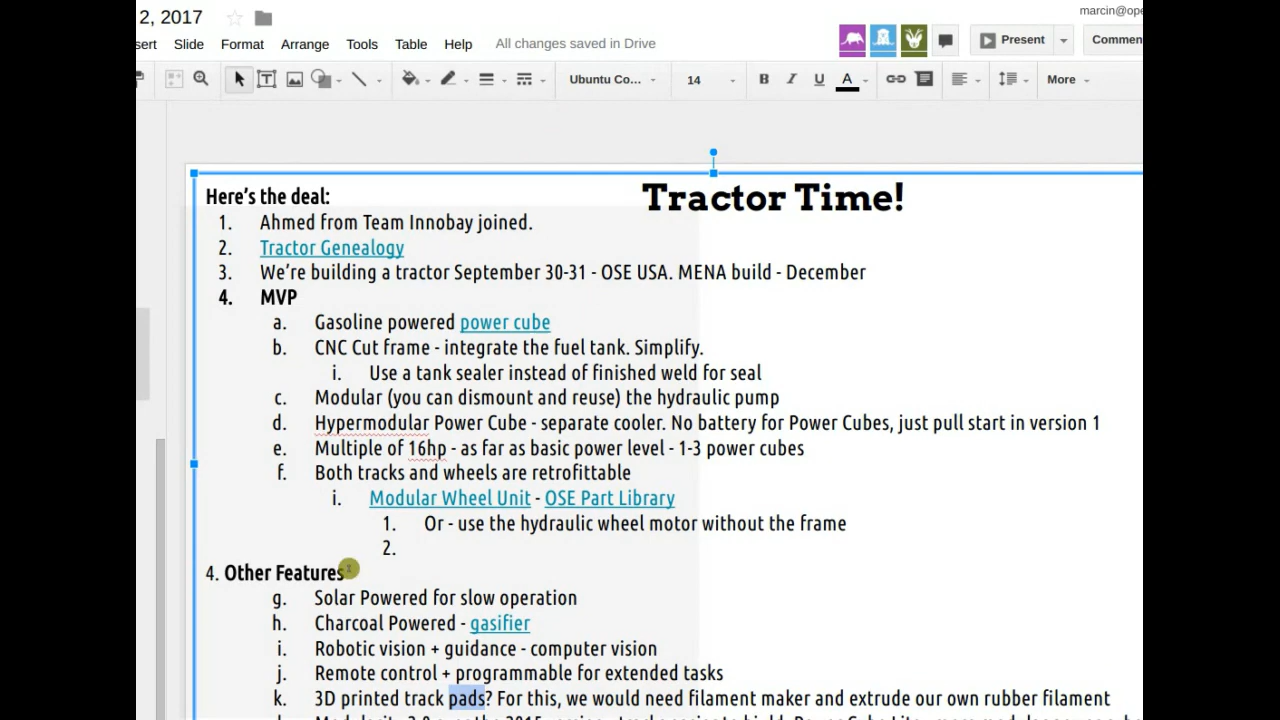 2, 2017
marcin@ope
sert Slide Format Arrange Tools Table Help All changes saved in Drive Present Commen
Ubuntu Co... 14 B I U A More
Tractor Time!
Here's the deal:
1. Ahmed from Team Innobay joined.
2. Tractor Genealogy
3. We're building a tractor September 30-31 - OSE USA. MENA build - December
4. MVP
a. Gasoline powered power cube
b. CNC Cut frame - integrate the fuel tank. Simplify.
i. Use a tank sealer instead of finished weld for seal
c. Modular (you can dismount and reuse) the hydraulic pump
d. Hypermodular Power Cube - separate cooler. No battery for Power Cubes, just pull start in version 1
e. Multiple of 16hp - as far as basic power level - 1-3 power cubes
f. Both tracks and wheels are retrofittable
i. Modular Wheel Unit - OSE Part Library
1. Or - use the hydraulic wheel motor without the frame
2.
4. Other Features
g. Solar Powered for slow operation
h. Charcoal Powered - gasifier
i. Robotic vision + guidance - computer vision
j. Remote control + programmable for extended tasks
k. 3D printed track pads? For this, we would need filament maker and extrude our own rubber filament